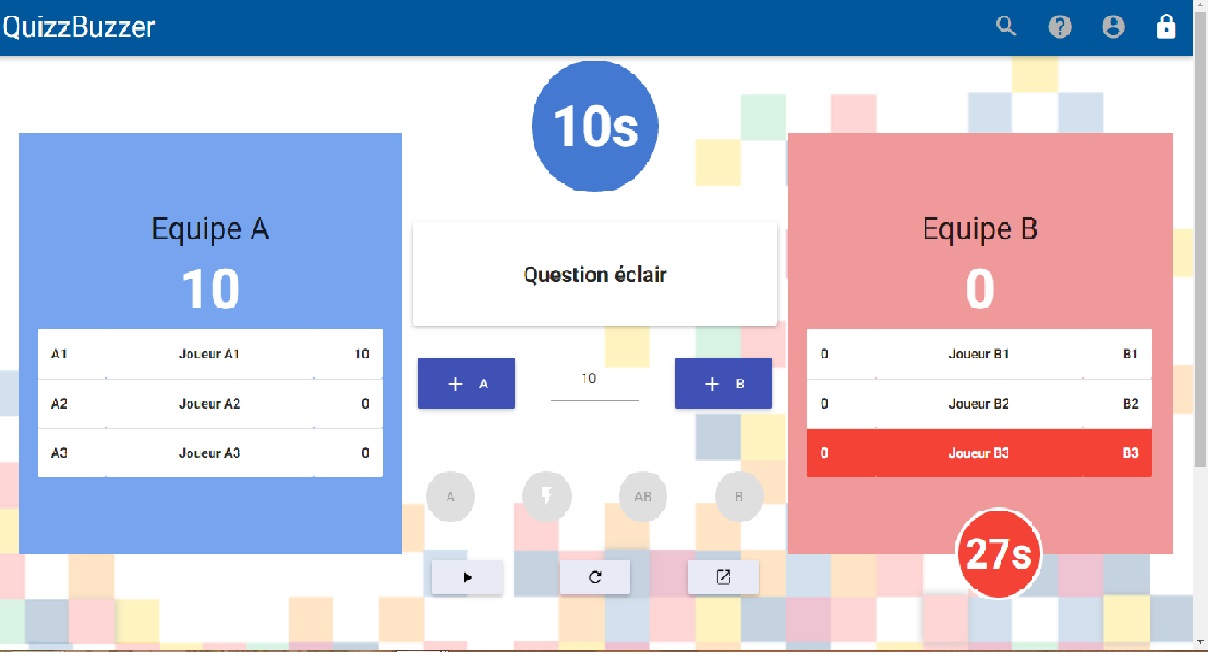 QuizzBuzzer
10s
Equipe A
10
A1 Joueur A1 10
A2 Joueur A2 0
A3 Joueur A3 0
Question éclair
+ A
10
+ B
A
AB
B
Equipe B
0
0 Joueur B1 B1
0 Joueur B2 B2
0 Joueur B3 B3
27s